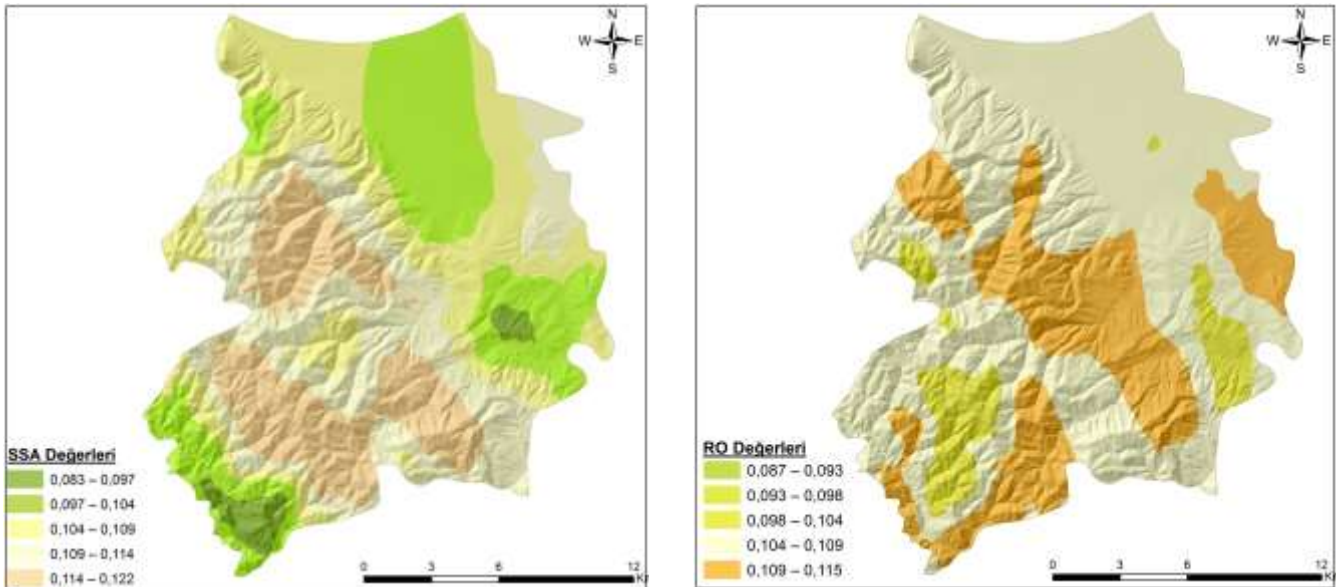 N
W E
S
SSA Değerleri
0,083 – 0,097
0,097 - 0,104
0,104 – 0,109
0,109 – 0,114
0,114 – 0,122
0 3 6 12
N
W E
S
RO Değerleri
0,087 – 0,093
0,093 – 0,098
0,098 – 0,104
0,104 – 0,109
0,109 – 0,115
0 3 6 12